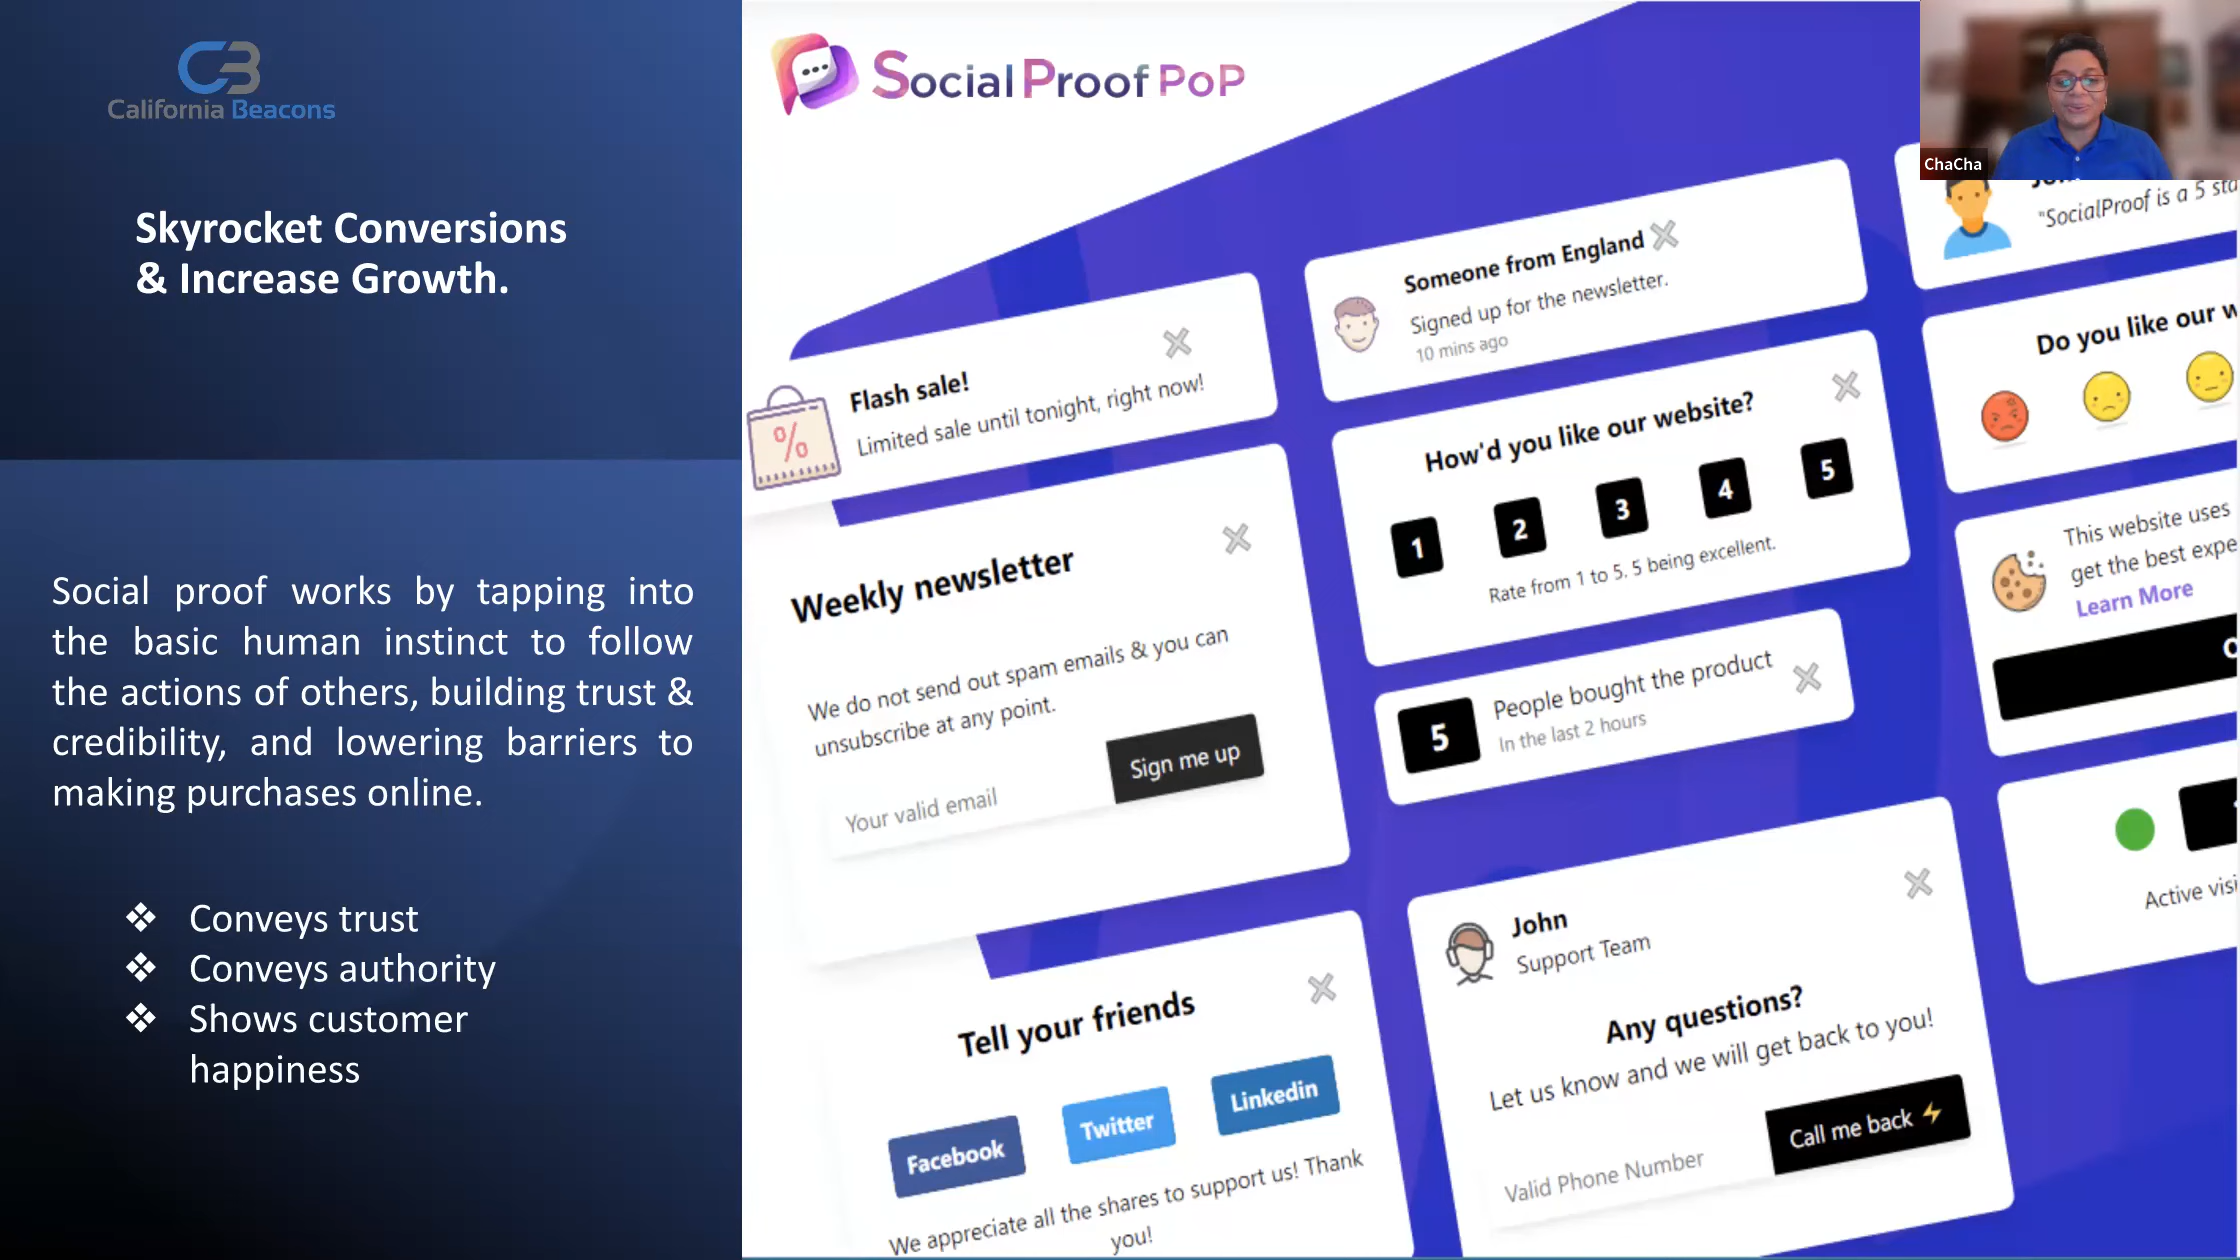 CB
California Beacons
Skyrocket Conversions
& Increase Growth.
Social proof works by tapping into
the basic human instinct to follow
the actions of others, building trust &
credibility, and lowering barriers to
making purchases online.
❖ Conveys trust
❖ Conveys authority
❖ Shows customer
happiness
Social Proof PoP
ChaCha
Flash sale!
Limited sale until tonight, right now!
%
Weekly newsletter
We do not send out spam emails & you can
unsubscribe at any point.
Your valid email
Sign me up
Tell your friends
Facebook
Twitter
Linkedin
We appreciate all the shares to support us! Thank
you!
Someone from England
Signed up for the newsletter.
10 mins ago
How'd you like our website?
1 2 3 4 5
Rate from 1 to 5. 5 being excellent.
5
People bought the product
In the last 2 hours
John
Support Team
Any questions?
Let us know and we will get back to you!
Valid Phone Number
Call me back ⚡
"SocialProof is a 5 sta
Do you like our w
This website uses
get the best expe
Learn More
Active visi